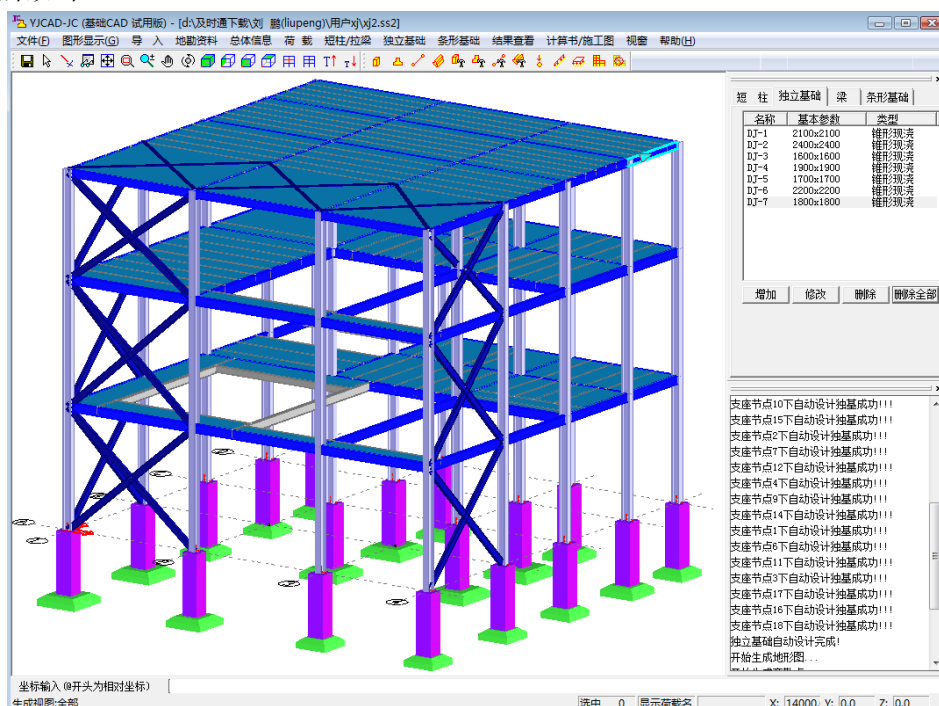 YJCAD-JC (基础CAD 试用版) - [d:\及时通下载\刘 鹏(liupeng)\用户xj\xj2.ss2]
文件(F) 图形显示(G) 导 入 地勘资料 总体信息 荷 载 短柱/拉梁 独立基础 条形基础 结果查看 计算书/施工图 视窗 帮助(H)
短 柱 独立基础 梁 条形基础
名称 基本参数 类型
DJ-1 2100x2100 锥形现浇
DJ-2 2400x2400 锥形现浇
DJ-3 1600x1600 锥形现浇
DJ-4 1900x1900 锥形现浇
DJ-5 1700x1700 锥形现浇
DJ-6 2200x2200 锥形现浇
DJ-7 1800x1800 锥形现浇
增加 修改 删除 删除全部
支座节点10下自动设计独基成功!!!
支座节点15下自动设计独基成功!!!
支座节点2下自动设计独基成功!!!
支座节点7下自动设计独基成功!!!
支座节点12下自动设计独基成功!!!
支座节点4下自动设计独基成功!!!
支座节点9下自动设计独基成功!!!
支座节点14下自动设计独基成功!!!
支座节点1下自动设计独基成功!!!
支座节点6下自动设计独基成功!!!
支座节点11下自动设计独基成功!!!
支座节点3下自动设计独基成功!!!
支座节点17下自动设计独基成功!!!
支座节点16下自动设计独基成功!!!
支座节点18下自动设计独基成功!!!
独立基础自动设计完成!
开始生成地形图...
坐标输入(@开头为相对坐标)
生成视图:全部
选中 0 显示荷载名 X: 14000. Y: 0.0 Z: 0.0